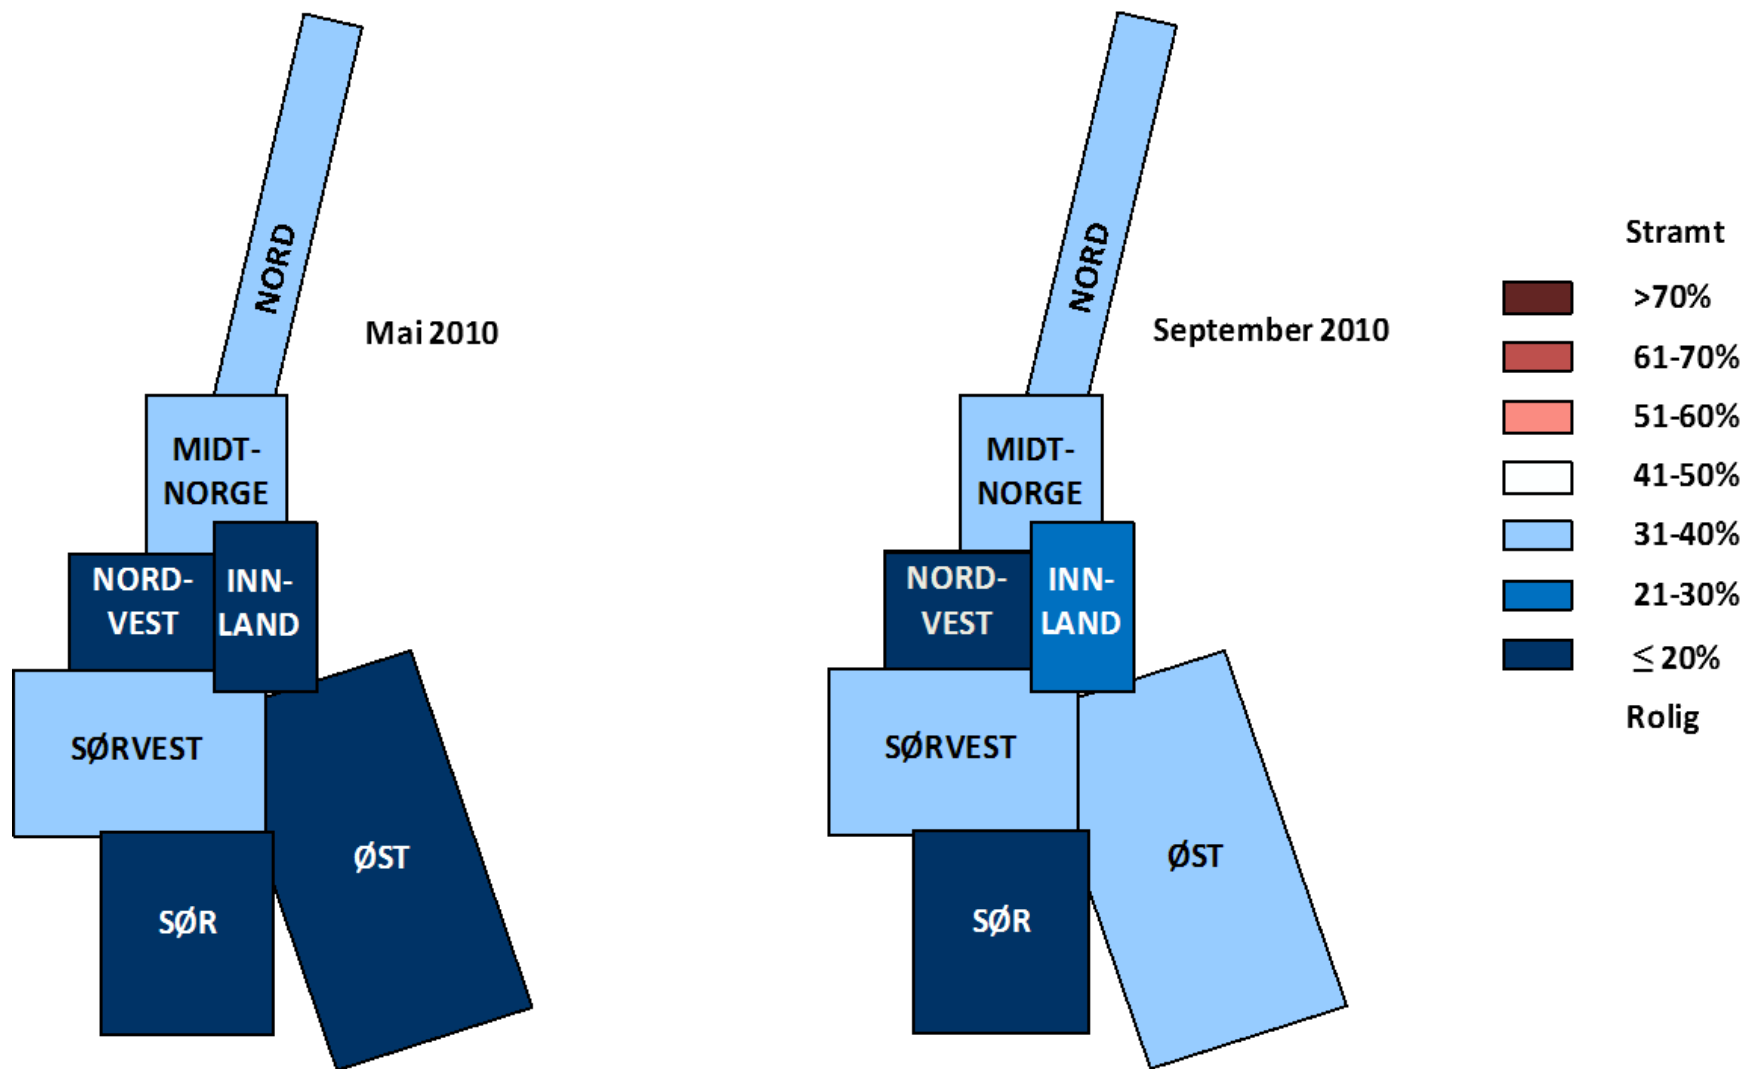 NORD
Mai 2010
MIDT-
NORGE
NORD-
VEST
INN-
LAND
SØRVEST
ØST
SØR
NORD
September 2010
MIDT-
NORGE
NORD-
VEST
INN-
LAND
SØRVEST
ØST
SØR
Stramt
>70%
61-70%
51-60%
41-50%
31-40%
21-30%
≤ 20%
Rolig